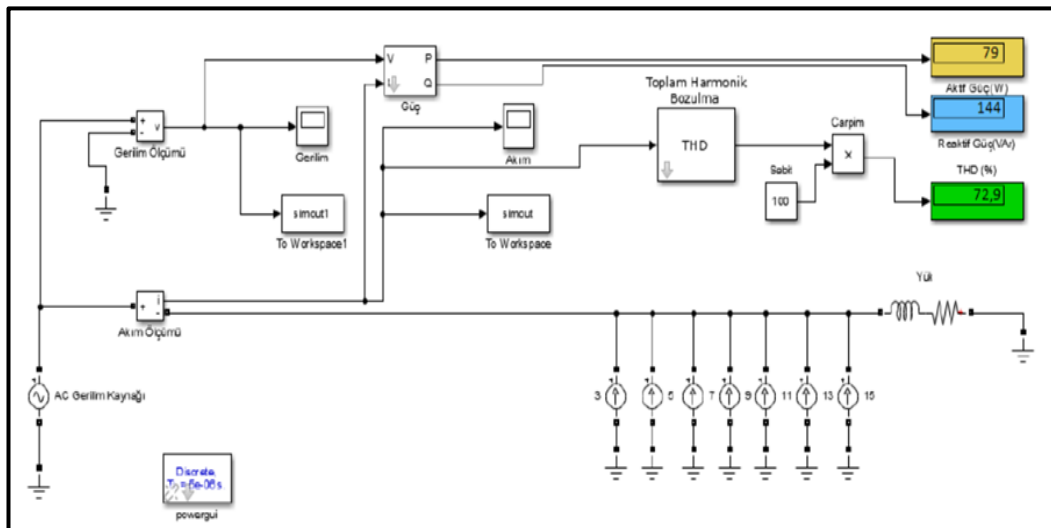 V
I
P
Q
Güç
79
Aktif Güç(W)
Toplam Harmonik
Bozulma
THD
144
Reaktif Güç(VAr)
Carpim
x
THD (%)
72,9
Sabit
100
+
-
v
Gerilim Ölçümü
Gerilim
Akım
simout1
To Workspace1
simout
To Workspace
Yük
+
i
-
Akım Ölçümü
AC Gerilim Kaynağı
3
5
7
9
11
13
15
Discrete,
powergui